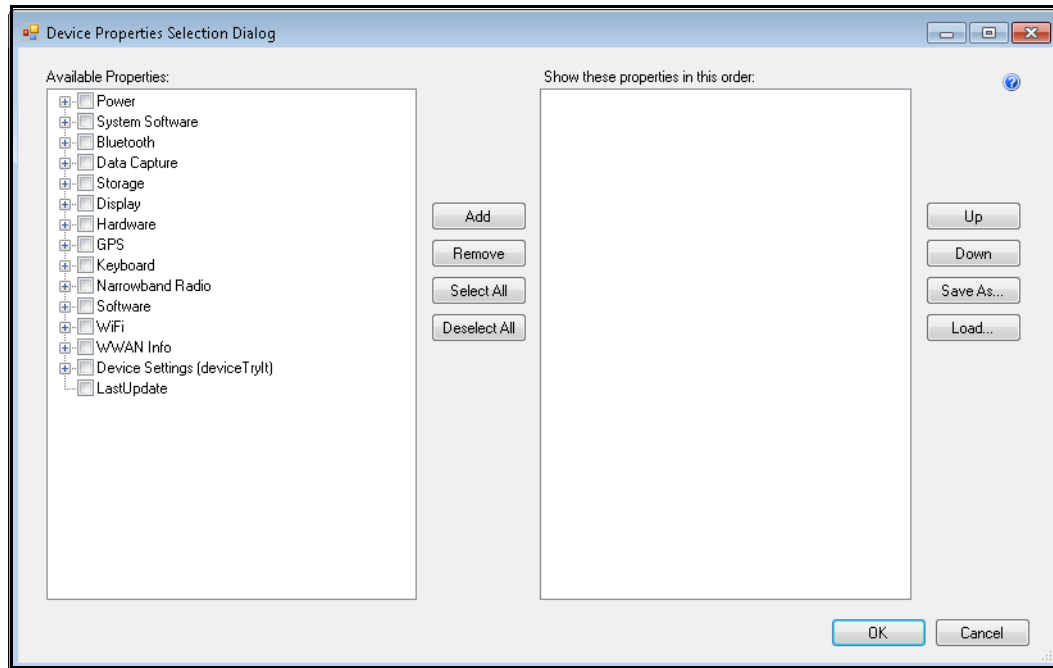 Device Properties Selection Dialog
Available Properties:
Power
System Software
Bluetooth
Data Capture
Storage
Display
Hardware
GPS
Keyboard
Narrowband Radio
Software
WiFi
WWAN Info
Device Settings (deviceTryIt)
LastUpdate
Add
Remove
Select All
Deselect All
Show these properties in this order:
Up
Down
Save As...
Load...
OK
Cancel